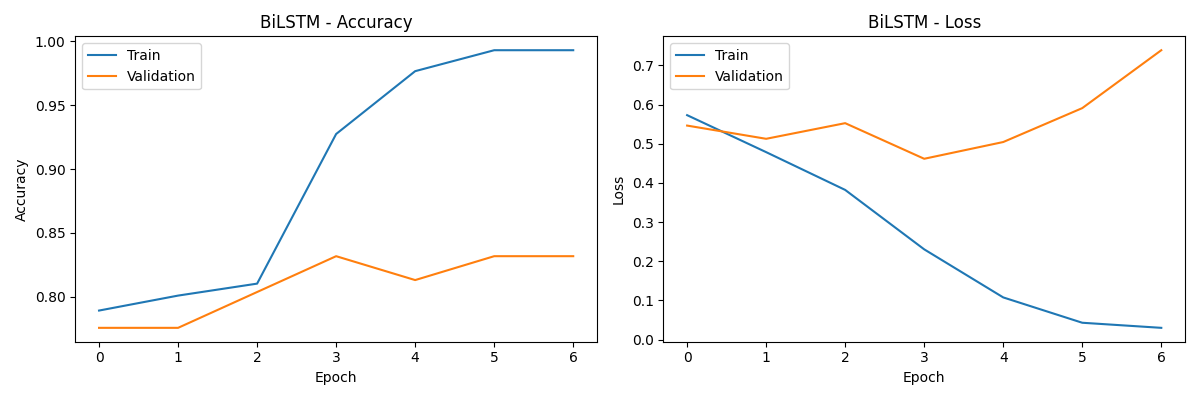 BiLSTM - Accuracy
Train
Validation
1.00
0.95
0.90
0.85
0.80
Accuracy
0 1 2 3 4 5 6
Epoch
BiLSTM - Loss
Train
Validation
0.7
0.6
0.5
0.4
0.3
0.2
0.1
0.0
Loss
0 1 2 3 4 5 6
Epoch